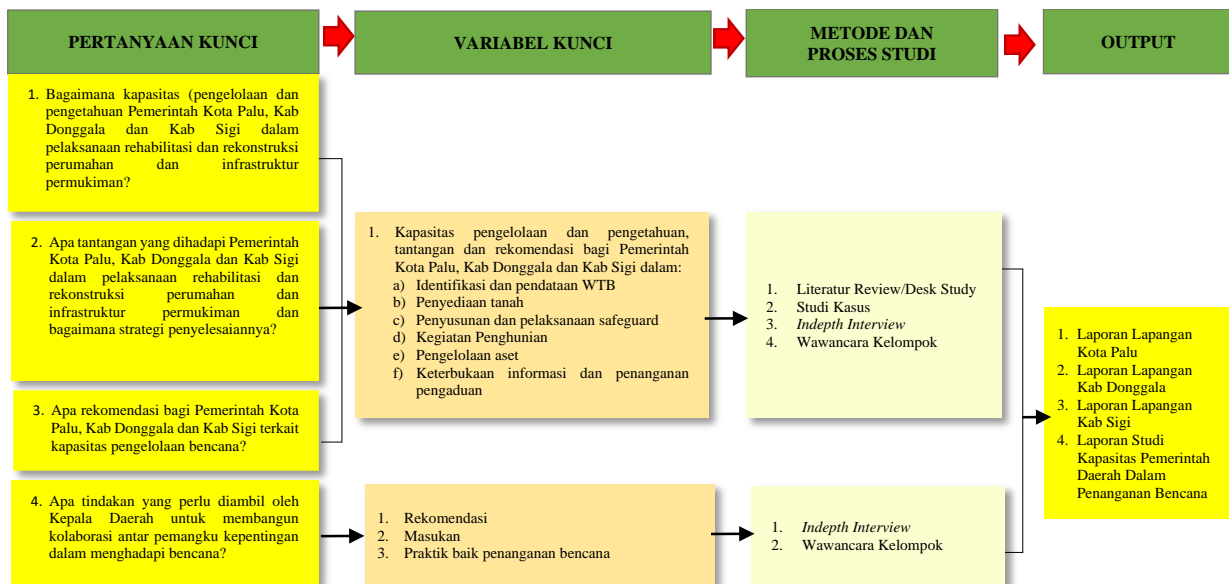 PERTANYAAN KUNCI
VARIABEL KUNCI
METODE DAN
PROSES STUDI
OUTPUT
1. Bagaimana kapasitas (pengelolaan dan
pengetahuan Pemerintah Kota Palu, Kab
Donggala dan Kab Sigi dalam
pelaksanaan rehabilitasi dan rekonstruksi
perumahan dan infrastruktur
permukiman?
2. Apa tantangan yang dihadapi Pemerintah
Kota Palu, Kab Donggala dan Kab Sigi
dalam pelaksanaan rehabilitasi dan
rekonstruksi perumahan dan
infrastruktur permukiman dan
bagaimana strategi penyelesaiannya?
3. Apa rekomendasi bagi Pemerintah Kota
Palu, Kab Donggala dan Kab Sigi terkait
kapasitas pengelolaan bencana?
4. Apa tindakan yang perlu diambil oleh
Kepala Daerah untuk membangun
kolaborasi antar pemangku kepentingan
dalam menghadapi bencana?
1. Kapasitas pengelolaan dan pengetahuan,
tantangan dan rekomendasi bagi Pemerintah
Kota Palu, Kab Donggala dan Kab Sigi dalam:
a) Identifikasi dan pendataan WTB
b) Penyediaan tanah
c) Penyusunan dan pelaksanaan safeguard
d) Kegiatan Penghunian
e) Pengelolaan aset
f) Keterbukaan informasi dan penanganan
pengaduan
1. Rekomendasi
2. Masukan
3. Praktik baik penanganan bencana
1. Literatur Review/Desk Study
2. Studi Kasus
3. Indepth Interview
4. Wawancara Kelompok
1. Indepth Interview
2. Wawancara Kelompok
1. Laporan Lapangan
Kota Palu
2. Laporan Lapangan
Kab Donggala
3. Laporan Lapangan
Kab Sigi
4. Laporan Studi
Kapasitas Pemerintah
Daerah Dalam
Penanganan Bencana